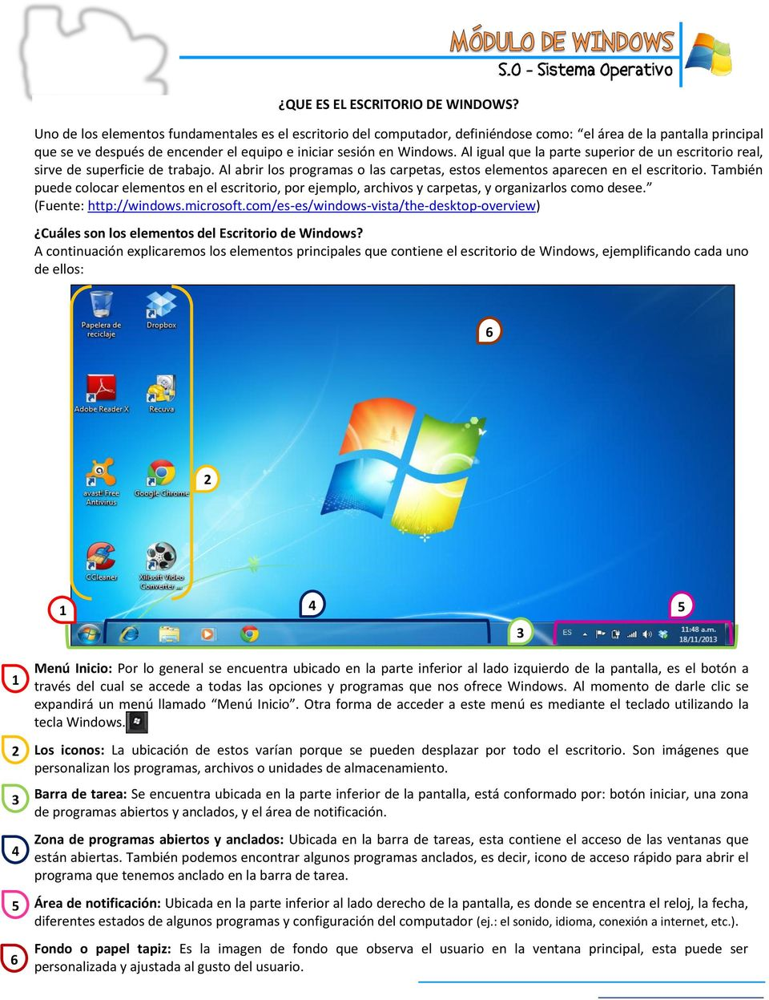 MÓDULO DE WINDOWS
S.O - Sistema Operativo
¿QUE ES EL ESCRITORIO DE WINDOWS?
Uno de los elementos fundamentales es el escritorio del computador, definiéndose como: “el área de la pantalla principal
que se ve después de encender el equipo e iniciar sesión en Windows. Al igual que la parte superior de un escritorio real,
sirve de superficie de trabajo. Al abrir los programas o las carpetas, estos elementos aparecen en el escritorio. También
puede colocar elementos en el escritorio, por ejemplo, archivos y carpetas, y organizarlos como desee.”
(Fuente: http://windows.microsoft.com/es-es/windows-vista/the-desktop-overview)
¿Cuáles son los elementos del Escritorio de Windows?
A continuación explicaremos los elementos principales que contiene el escritorio de Windows, ejemplificando cada uno
de ellos:
Papelera de
reciclaje
Dropbox
6
Adobe Reader X
Recuva
2
avast! Free
Antivirus
Google Chrome
CCleaner
Xilisoft Video
Converter ...
1
4
5
3
ES
11:48 a.m.
18/11/2013
1
Menú Inicio: Por lo general se encuentra ubicado en la parte inferior al lado izquierdo de la pantalla, es el botón a
través del cual se accede a todas las opciones y programas que nos ofrece Windows. Al momento de darle clic se
expandirá un menú llamado “Menú Inicio”. Otra forma de acceder a este menú es mediante el teclado utilizando la
tecla Windows.
2
Los iconos: La ubicación de estos varían porque se pueden desplazar por todo el escritorio. Son imágenes que
personalizan los programas, archivos o unidades de almacenamiento.
3
Barra de tarea: Se encuentra ubicada en la parte inferior de la pantalla, está conformado por: botón iniciar, una zona
de programas abiertos y anclados, y el área de notificación.
4
Zona de programas abiertos y anclados: Ubicada en la barra de tareas, esta contiene el acceso de las ventanas que
están abiertas. También podemos encontrar algunos programas anclados, es decir, icono de acceso rápido para abrir el
programa que tenemos anclado en la barra de tarea.
5
Área de notificación: Ubicada en la parte inferior al lado derecho de la pantalla, es donde se encentra el reloj, la fecha,
diferentes estados de algunos programas y configuración del computador (ej.: el sonido, idioma, conexión a internet, etc.).
6
Fondo o papel tapiz: Es la imagen de fondo que observa el usuario en la ventana principal, esta puede ser
personalizada y ajustada al gusto del usuario.